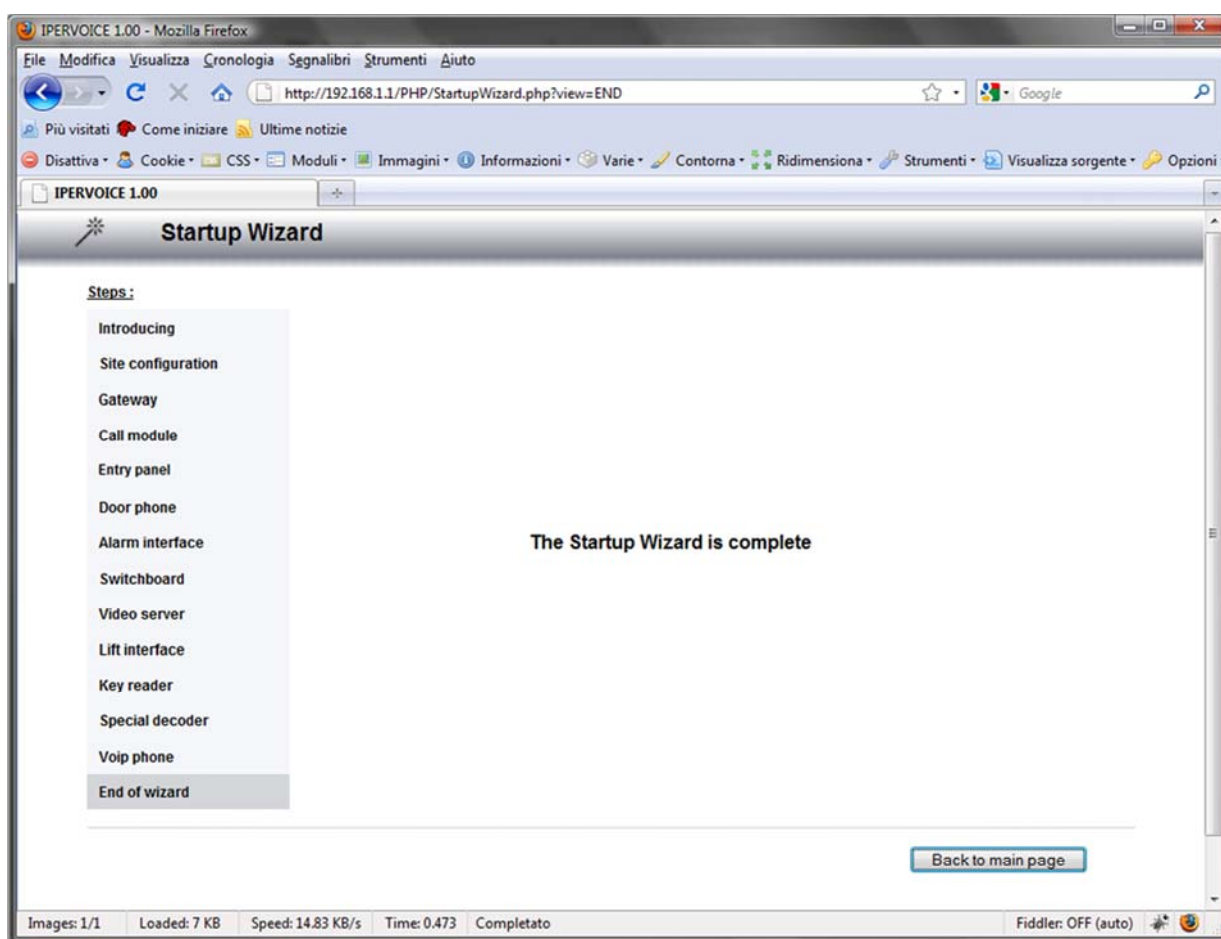 IPERVOICE 1.00 - Mozilla Firefox
File Modifica Visualizza Cronologia Segnalibri Strumenti Aiuto
http://192.168.1.1/PHP/StartupWizard.php?view=END Google
Più visitati Come iniziare Ultime notizie
Disattiva Cookie CSS Moduli Immagini Informazioni Varie Contorna Ridimensiona Strumenti Visualizza sorgente Opzioni
IPERVOICE 1.00
Startup Wizard
Steps :
Introducing
Site configuration
Gateway
Call module
Entry panel
Door phone
Alarm interface
Switchboard
Video server
Lift interface
Key reader
Special decoder
Voip phone
End of wizard
The Startup Wizard is complete
Back to main page
Images: 1/1 Loaded: 7 KB Speed: 14.83 KB/s Time: 0.473 Completato Fiddler: OFF (auto)